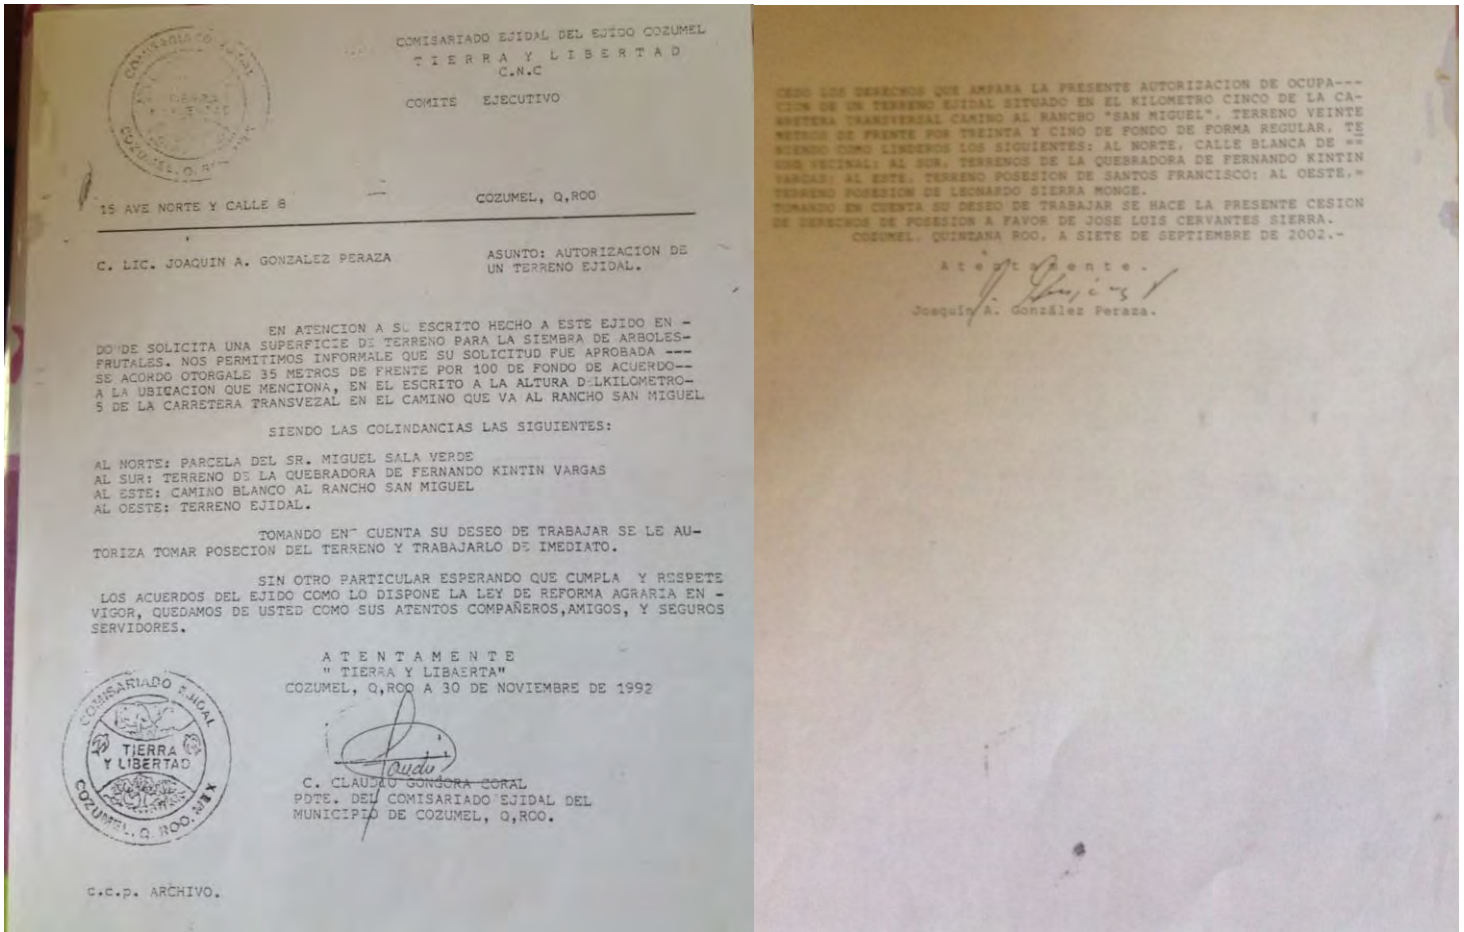 COMISARIADO EJIDAL
TIERRA
Y LIBERTAD
COZUMEL, Q. ROO. MEX.
COMISARIADO EJIDAL DEL EJIDO COZUMEL
T I E R R A Y L I B E R T A D
C.N.C
COMITE EJECUTIVO
15 AVE NORTE Y CALLE 8
COZUMEL, Q,ROO
C. LIC. JOAQUIN A. GONZALEZ PERAZA
ASUNTO: AUTORIZACION DE
UN TERRENO EJIDAL.
EN ATENCION A SU ESCRITO HECHO A ESTE EJIDO EN -
DONDE SOLICITA UNA SUPERFICIE DE TERRENO PARA LA SIEMBRA DE ARBOLES-
FRUTALES. NOS PERMITIMOS INFORMALE QUE SU SOLICITUD FUE APROBADA ---
SE ACORDO OTORGALE 35 METROS DE FRENTE POR 100 DE FONDO DE ACUERDO--
A LA UBICACION QUE MENCIONA, EN EL ESCRITO A LA ALTURA DELKILOMETRO-
5 DE LA CARRETERA TRANSVEZAL EN EL CAMINO QUE VA AL RANCHO SAN MIGUEL
SIENDO LAS COLINDANCIAS LAS SIGUIENTES:
AL NORTE: PARCELA DEL SR. MIGUEL SALA VERDE
AL SUR: TERRENO DE LA QUEBRADORA DE FERNANDO KINTIN VARGAS
AL ESTE: CAMINO BLANCO AL RANCHO SAN MIGUEL
AL OESTE: TERRENO EJIDAL.
TOMANDO EN CUENTA SU DESEO DE TRABAJAR SE LE AU-
TORIZA TOMAR POSECION DEL TERRENO Y TRABAJARLO DE IMEDIATO.
SIN OTRO PARTICULAR ESPERANDO QUE CUMPLA Y RESPETE
LOS ACUERDOS DEL EJIDO COMO LO DISPONE LA LEY DE REFORMA AGRARIA EN -
VIGOR, QUEDAMOS DE USTED COMO SUS ATENTOS COMPAÑEROS,AMIGOS, Y SEGUROS
SERVIDORES.
A T E N T A M E N T E
" TIERRA Y LIBAERTA"
COZUMEL, Q,ROO A 30 DE NOVIEMBRE DE 1992
COMISARIADO EJIDAL
TIERRA
Y LIBERTAD
COZUMEL, Q. ROO. MEX.
C. CLAUDIO GONGORA CORAL
PDTE. DEL COMISARIADO EJIDAL DEL
MUNICIPIO DE COZUMEL, Q,ROO.
c.c.p. ARCHIVO.
CEDO LOS DERECHOS QUE AMPARA LA PRESENTE AUTORIZACION DE OCUPA---
CION DE UN TERRENO EJIDAL SITUADO EN EL KILOMETRO CINCO DE LA CA-
RRETERA TRANSVERSAL CAMINO AL RANCHO "SAN MIGUEL", TERRENO VEINTE
METROS DE FRENTE POR TREINTA Y CINO DE FONDO DE FORMA REGULAR, TE
NIENDO COMO LINDEROS LOS SIGUIENTES: AL NORTE, CALLE BLANCA DE ==
USO VECINAL; AL SUR, TERRENOS DE LA QUEBRADORA DE FERNANDO KINTIN
VARGAS; AL ESTE, TERRENO POSESION DE SANTOS FRANCISCO; AL OESTE,=
TERRENO POSESION DE LEONARDO SIERRA MONGE.
TOMANDO EN CUENTA SU DESEO DE TRABAJAR SE HACE LA PRESENTE CESION
DE DERECHOS DE POSESION A FAVOR DE JOSE LUIS CERVANTES SIERRA.
COZUMEL, QUINTANA ROO, A SIETE DE SEPTIEMBRE DE 2002.-
A t e n t a m e n t e .
Joaquín A. González Peraza.